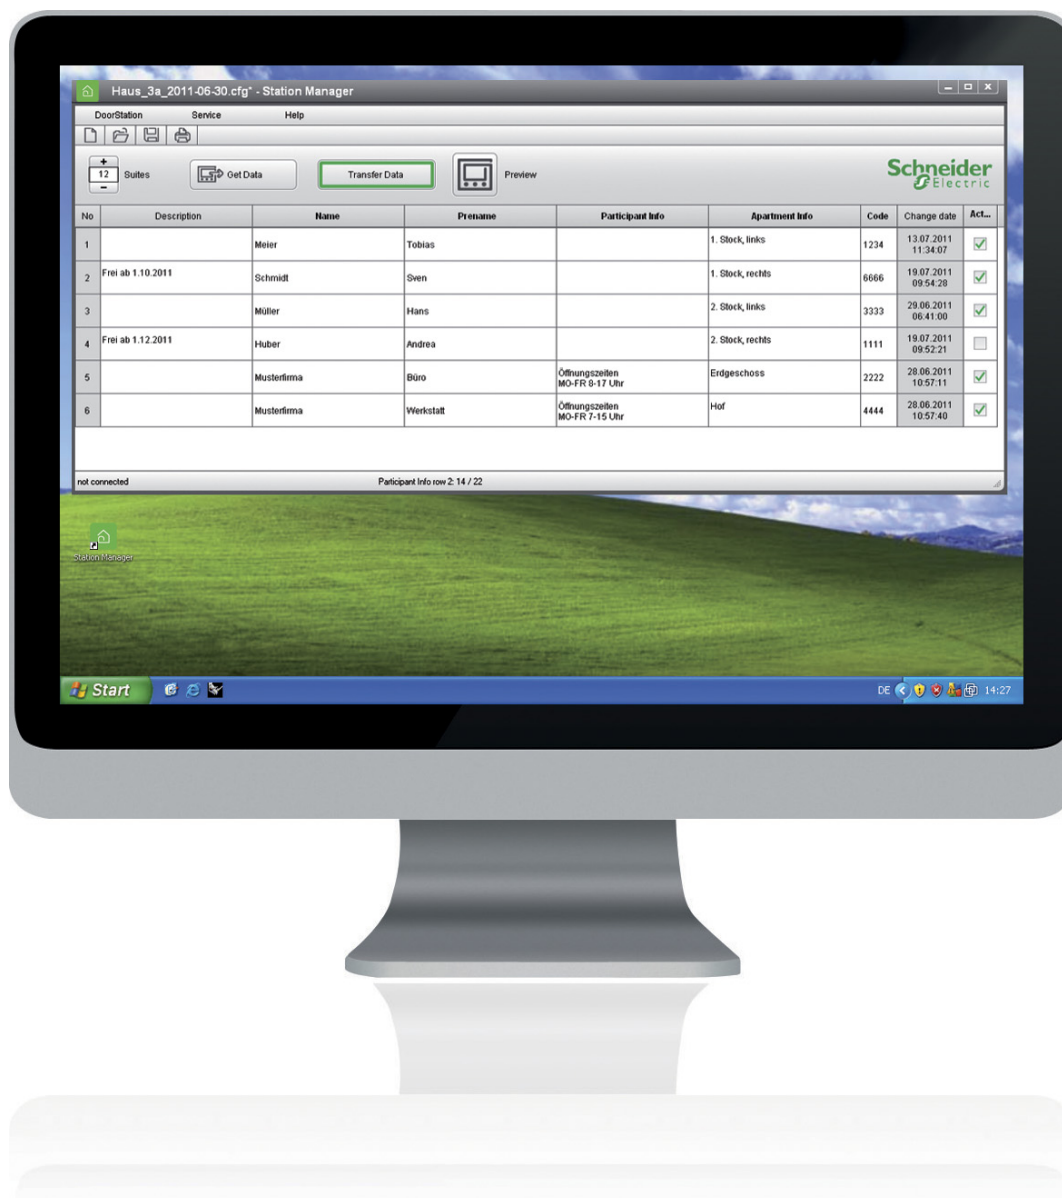 Haus_3a_2011-06-30.cfg* - Station Manager
DoorStation Service Help
+
12 Suites Get Data Transfer Data Preview
-
Schneider
Electric
No Description Name Prename Participant Info Apartment Info Code Change date Act...
1 Meier Tobias 1. Stock, links 1234 13.07.2011
11:34:07
2 Frei ab 1.10.2011 Schmidt Sven 1. Stock, rechts 6666 19.07.2011
09:54:28
3 Müller Hans 2. Stock, links 3333 29.06.2011
06:41:00
4 Frei ab 1.12.2011 Huber Andrea 2. Stock, rechts 1111 19.07.2011
09:52:21
5 Musterfirma Büro Öffnungszeiten Erdgeschoss 2222 28.06.2011
MO-FR 8-17 Uhr 10:57:11
6 Musterfirma Werkstatt Öffnungszeiten Hof 4444 28.06.2011
MO-FR 7-15 Uhr 10:57:40
not connected Participant Info row 2: 14 / 22
Station Manager
Start DE 14:27